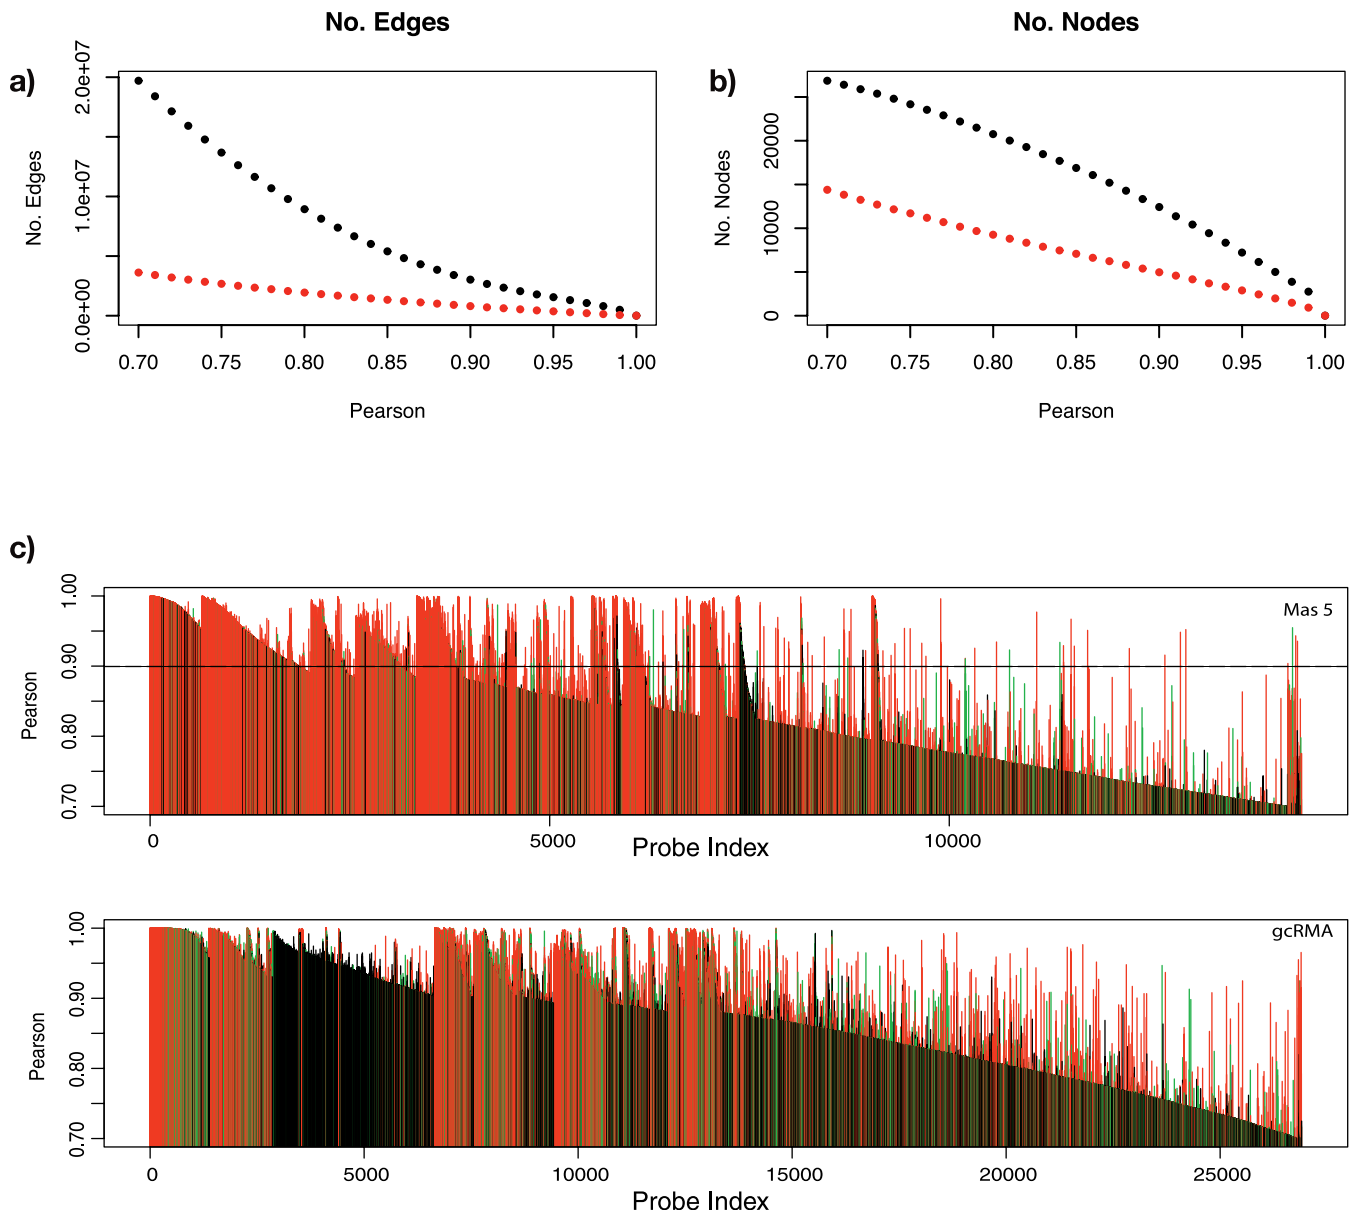 No. Edges
No. Nodes
a)
b)
No. Edges
0.0e+00 1.0e+07 2.0e+07
0.70 0.75 0.80 0.85 0.90 0.95 1.00
Pearson
No. Nodes
0 10000 20000
0.70 0.75 0.80 0.85 0.90 0.95 1.00
Pearson
c)
Pearson
0.70 0.80 0.90 1.00
Mas 5
0 5000 10000
Probe Index
Pearson
0.70 0.80 0.90 1.00
gcRMA
0 5000 10000 15000 20000 25000
Probe Index